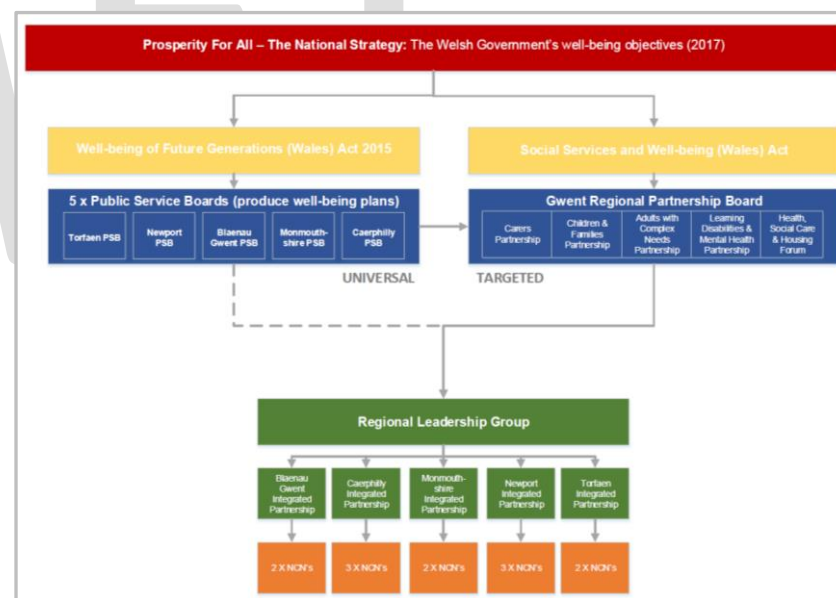 Prosperity For All – The National Strategy: The Welsh Government's well-being objectives (2017)
Well-being of Future Generations (Wales) Act 2015
Social Services and Well-being (Wales) Act
5 x Public Service Boards (produce well-being plans)
Torfaen PSB
Newport
PSB
Blaenau
Gwent PSB
Monmouth-
shire PSB
Caerphilly
PSB
Gwent Regional Partnership Board
Carers
Partnership
Children &
Families
Partnership
Adults with
Complex
Needs
Partnership
Learning
Disabilities &
Mental Health
Partnership
Health,
Social Care
& Housing
Forum
UNIVERSAL
TARGETED
Regional Leadership Group
Blaenau
Gwent
Integrated
Partnership
Caerphilly
Integrated
Partnership
Monmouth-
shire
Integrated
Partnership
Newport
Integrated
Partnership
Torfaen
Integrated
Partnership
2 X NCN's
3 X NCN's
2 X NCN's
3 X NCN's
2 X NCN's